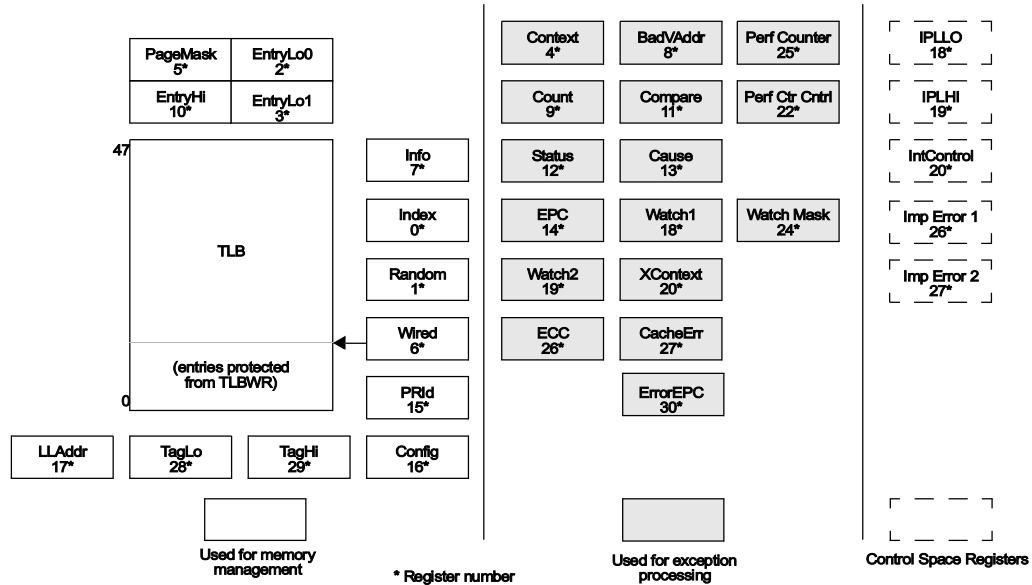 PageMask
5*
EntryLo0
2*
EntryHi
10*
EntryLo1
3*
47
TLB
(entries protected
from TLBWR)
0
Info
7*
Index
0*
Random
1*
Wired
6*
PRId
15*
LLAddr
17*
TagLo
28*
TagHi
29*
Config
16*
Used for memory
management
* Register number
Context
4*
BadVAddr
8*
Perf Counter
25*
Count
9*
Compare
11*
Perf Ctr Cntrl
22*
Status
12*
Cause
13*
EPC
14*
Watch1
18*
Watch Mask
24*
Watch2
19*
XContext
20*
ECC
26*
CacheErr
27*
ErrorEPC
30*
Used for exception
processing
IPLLO
18*
IPLHI
19*
IntControl
20*
Imp Error 1
26*
Imp Error 2
27*
Control Space Registers